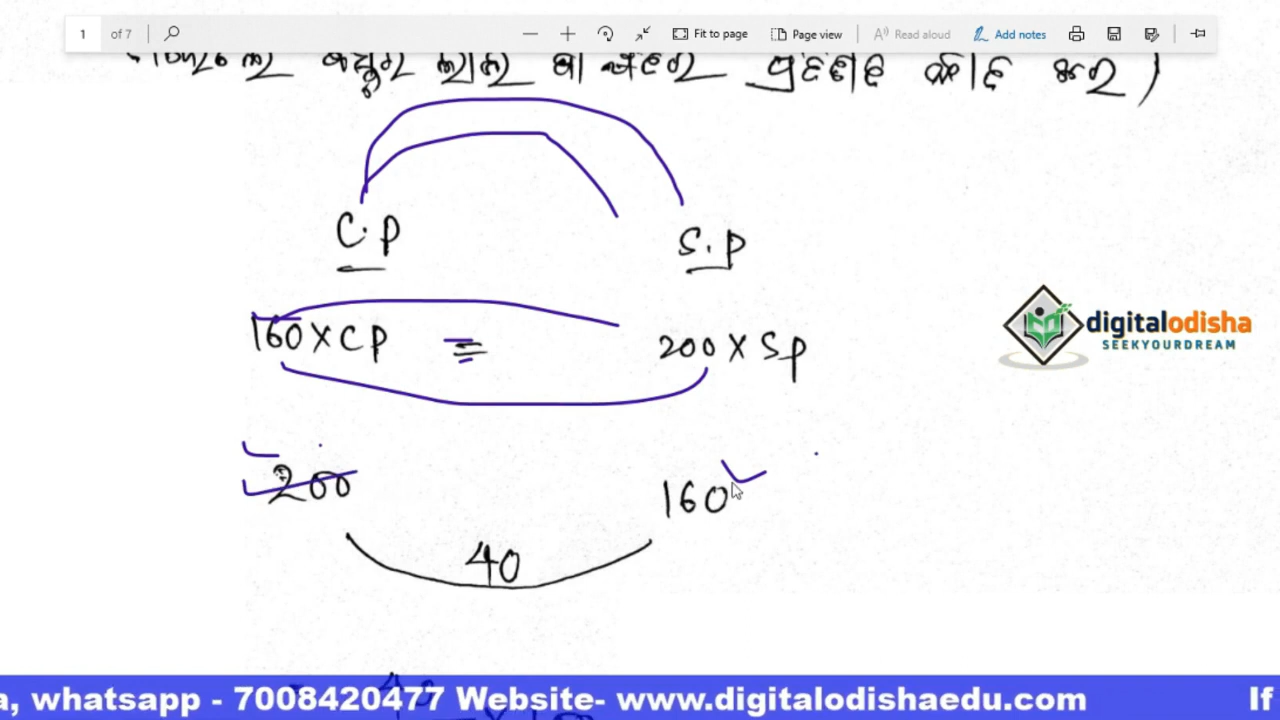 1 of 7 Fit to page Page view Read aloud Add notes
C.P S.P
160 X CP = 200 X SP
digitalodisha
SEEKYOURDREAM
200 160
40
a, whatsapp - 7008420477 Website- www.digitalodishaedu.com If